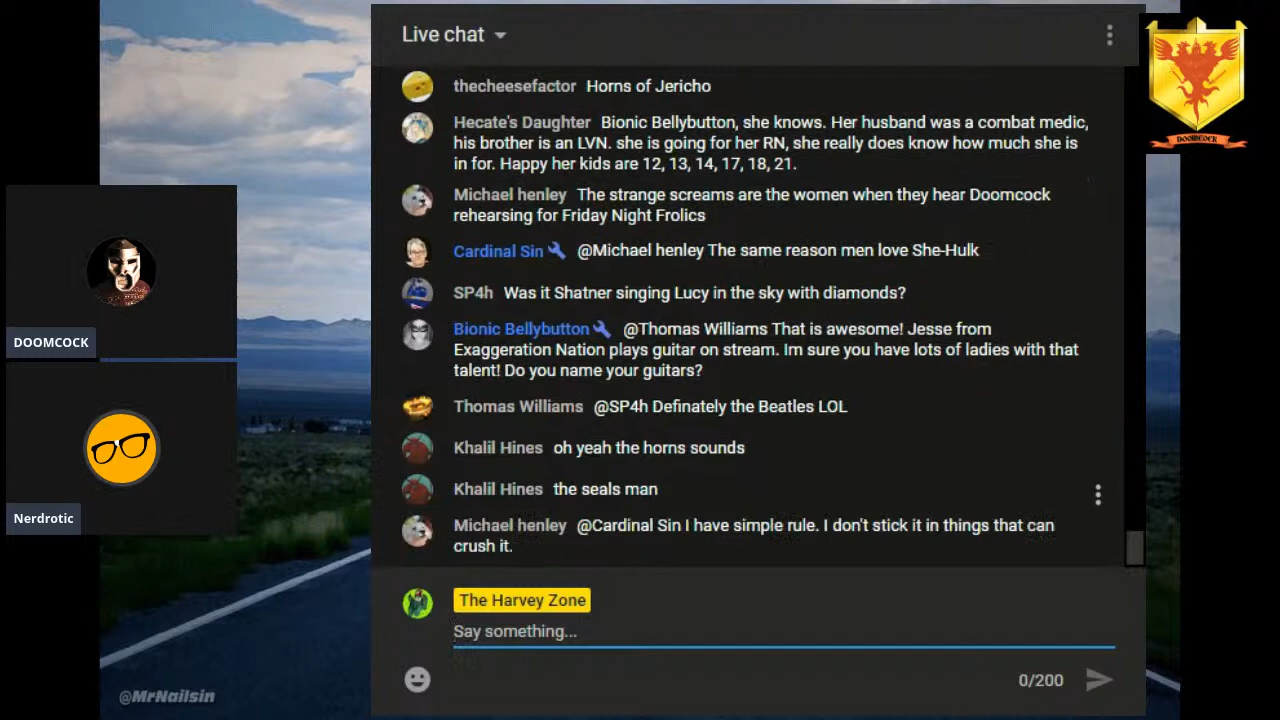 Live chat
thecheesefactor Horns of Jericho
Hecate's Daughter Bionic Bellybutton, she knows. Her husband was a combat medic,
his brother is an LVN. she is going for her RN, she really does know how much she is
in for. Happy her kids are 12, 13, 14, 17, 18, 21.
Michael henley The strange screams are the women when they hear Doomcock
rehearsing for Friday Night Frolics
Cardinal Sin @Michael henley The same reason men love She-Hulk
SP4h Was it Shatner singing Lucy in the sky with diamonds?
Bionic Bellybutton @Thomas Williams That is awesome! Jesse from
Exaggeration Nation plays guitar on stream. Im sure you have lots of ladies with that
talent! Do you name your guitars?
Thomas Williams @SP4h Definately the Beatles LOL
Khalil Hines oh yeah the horns sounds
Khalil Hines the seals man
Michael henley @Cardinal Sin I have simple rule. I don't stick it in things that can
crush it.
The Harvey Zone
Say something...
0/200
DOOMCOCK
Nerdrotic
@MrNailsin
DOOMCOCK